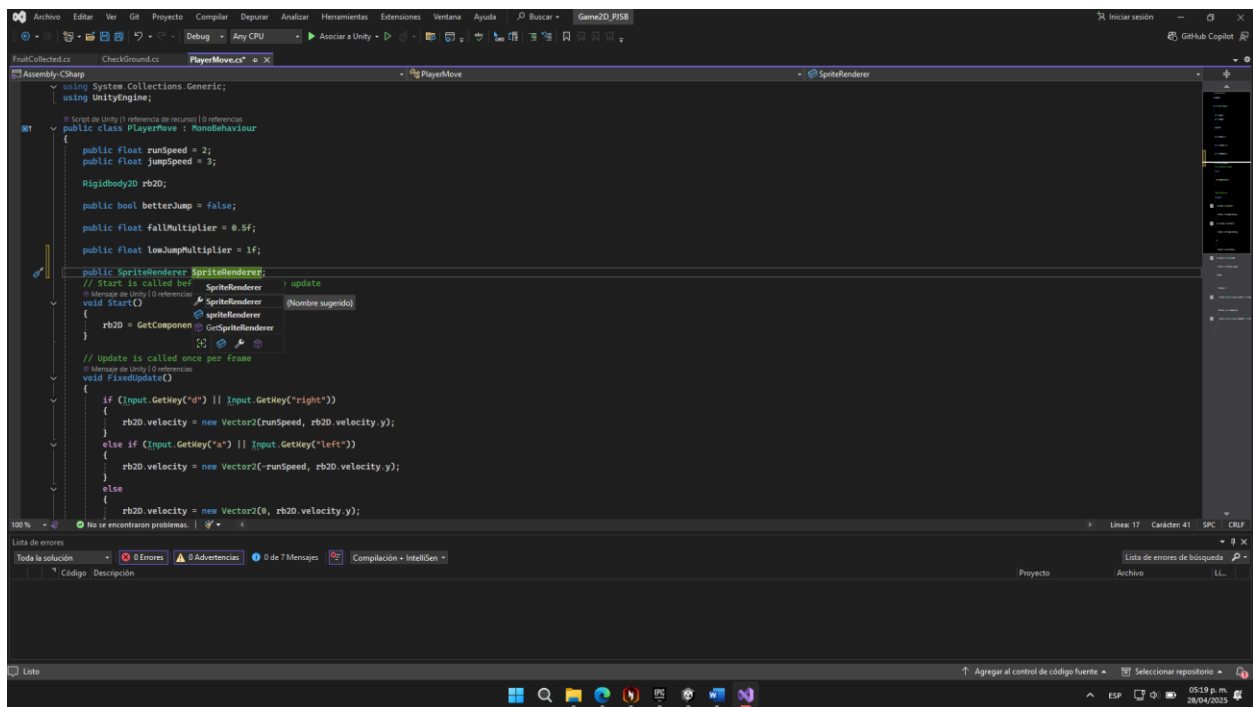 Archivo Editar Ver Git Proyecto Compilar Depurar Analizar Herramientas Extensiones Ventana Ayuda Buscar Game2D_PJSB Iniciar sesión
Debug Any CPU Asociar a Unity GitHub Copilot
FruitCollected.cs CheckGround.cs PlayerMove.cs*
Assembly-CSharp PlayerMove SpriteRenderer
using System.Collections.Generic;
using UnityEngine;
Script de Unity (1 referencia de recurso) | 0 referencias
public class PlayerMove : MonoBehaviour
{
public float runSpeed = 2;
public float jumpSpeed = 3;
Rigidbody2D rb2D;
public bool betterJump = false;
public float fallMultiplier = 0.5f;
public float lowJumpMultiplier = 1f;
public SpriteRenderer SpriteRenderer;
// Start is called bef update
SpriteRenderer
Mensaje de Unity | 0 referencias
void Start()
SpriteRenderer (Nombre sugerido)
{
spriteRenderer
rb2D = GetComponen
GetSpriteRenderer
}
// Update is called once per frame
Mensaje de Unity | 0 referencias
void FixedUpdate()
{
if (Input.GetKey("d") || Input.GetKey("right"))
{
rb2D.velocity = new Vector2(runSpeed, rb2D.velocity.y);
}
else if (Input.GetKey("a") || Input.GetKey("left"))
{
rb2D.velocity = new Vector2(-runSpeed, rb2D.velocity.y);
}
else
{
rb2D.velocity = new Vector2(0, rb2D.velocity.y);
100 % No se encontraron problemas. Línea: 17 Carácter: 41 SPC CRLF
Lista de errores
Toda la solución 0 Errores 0 Advertencias 0 de 7 Mensajes Compilación + IntelliSen Lista de errores de búsqueda
Código Descripción Proyecto Archivo Lí...
Listo Agregar al control de código fuente Seleccionar repositorio
ESP 05:19 p. m.
28/04/2025